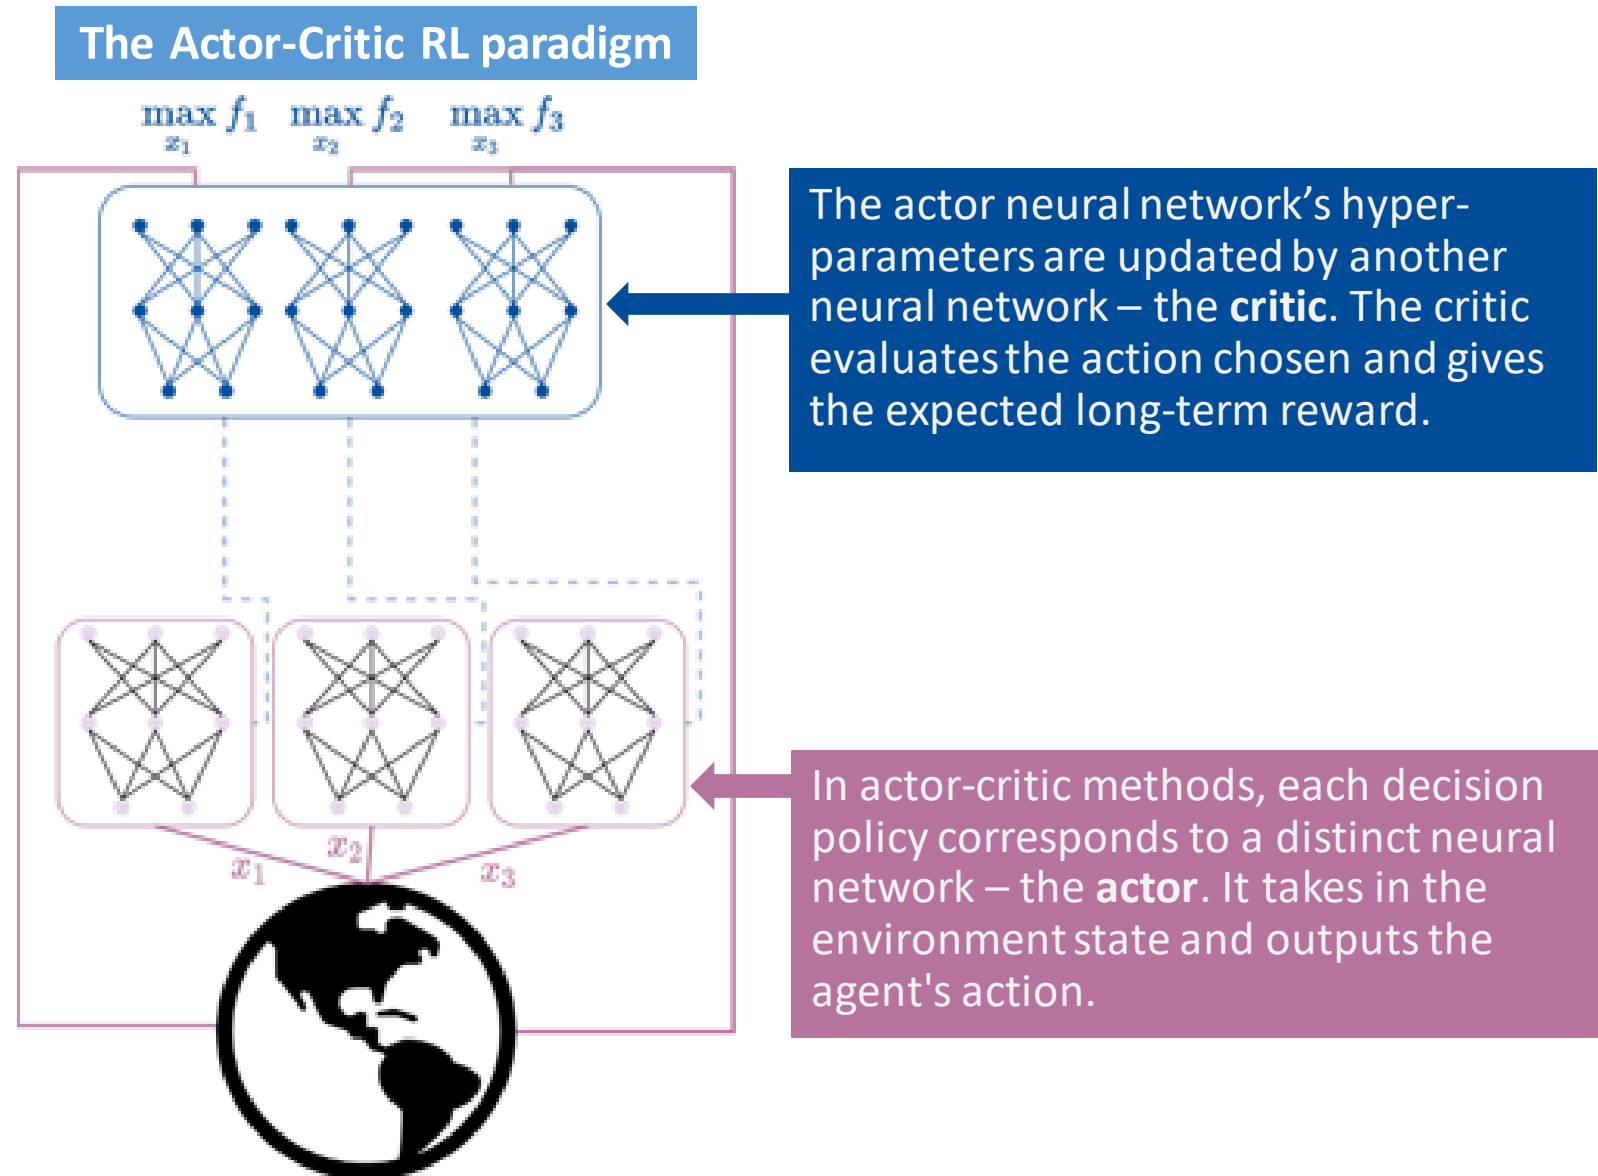 The Actor-Critic RL paradigm
max f₁ max f₂ max f₃
x₁ x₂ x₃
The actor neural network’s hyper-
parameters are updated by another
neural network – the critic. The critic
evaluates the action chosen and gives
the expected long-term reward.
x₁ x₂ x₃
In actor-critic methods, each decision
policy corresponds to a distinct neural
network – the actor. It takes in the
environment state and outputs the
agent's action.